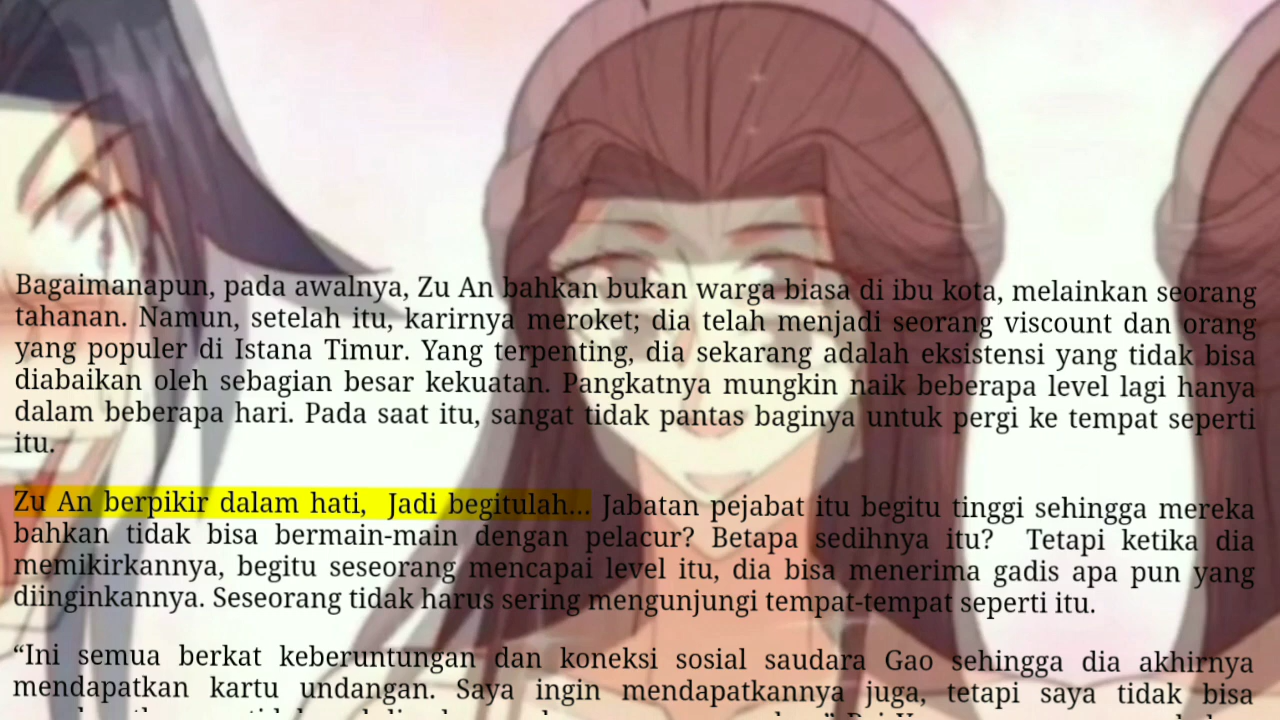 Bagaimanapun, pada awalnya, Zu An bahkan bukan warga biasa di ibu kota, melainkan seorang
tahanan. Namun, setelah itu, karirnya meroket; dia telah menjadi seorang viscount dan orang
yang populer di Istana Timur. Yang terpenting, dia sekarang adalah eksistensi yang tidak bisa
diabaikan oleh sebagian besar kekuatan. Pangkatnya mungkin naik beberapa level lagi hanya
dalam beberapa hari. Pada saat itu, sangat tidak pantas baginya untuk pergi ke tempat seperti
itu.
Zu An berpikir dalam hati,  Jadi begitulah... Jabatan pejabat itu begitu tinggi sehingga mereka
bahkan tidak bisa bermain-main dengan pelacur? Betapa sedihnya itu?  Tetapi ketika dia
memikirkannya, begitu seseorang mencapai level itu, dia bisa menerima gadis apa pun yang
diinginkannya. Seseorang tidak harus sering mengunjungi tempat-tempat seperti itu.
“Ini semua berkat keberuntungan dan koneksi sosial saudara Gao sehingga dia akhirnya
mendapatkan kartu undangan. Saya ingin mendapatkannya juga, tetapi saya tidak bisa